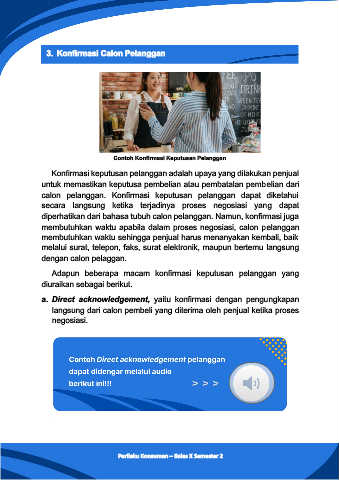 3. Konfirmasi Calon Pelanggan
Contoh Konfirmasi Keputusan Pelanggan
Konfirmasi keputusan pelanggan adalah upaya yang dilakukan penjual
untuk memastikan keputusa pembelian atau pembatalan pembelian dari
calon pelanggan. Konfirmasi keputusan pelanggan dapat diketahui
secara langsung ketika terjadinya proses negosiasi yang dapat
diperhatikan dari bahasa tubuh calon pelanggan. Namun, konfirmasi juga
membutuhkan waktu apabila dalam proses negosiasi, calon pelanggan
membutuhkan waktu sehingga penjual harus menanyakan kembali, baik
melalui surat, telepon, faks, surat elektronik, maupun bertemu langsung
dengan calon pelaggan.
Adapun beberapa macam konfirmasi keputusan pelanggan yang
diuraikan sebagai berikut.
a. Direct acknowledgement, yaitu konfirmasi dengan pengungkapan
langsung dari calon pembeli yang diterima oleh penjual ketika proses
negosiasi.
Contoh Direct acknowledgement pelanggan
dapat didengar melalui audio
berikut ini!!! > > >
Perilaku Konsumen – Kelas X Semester 2